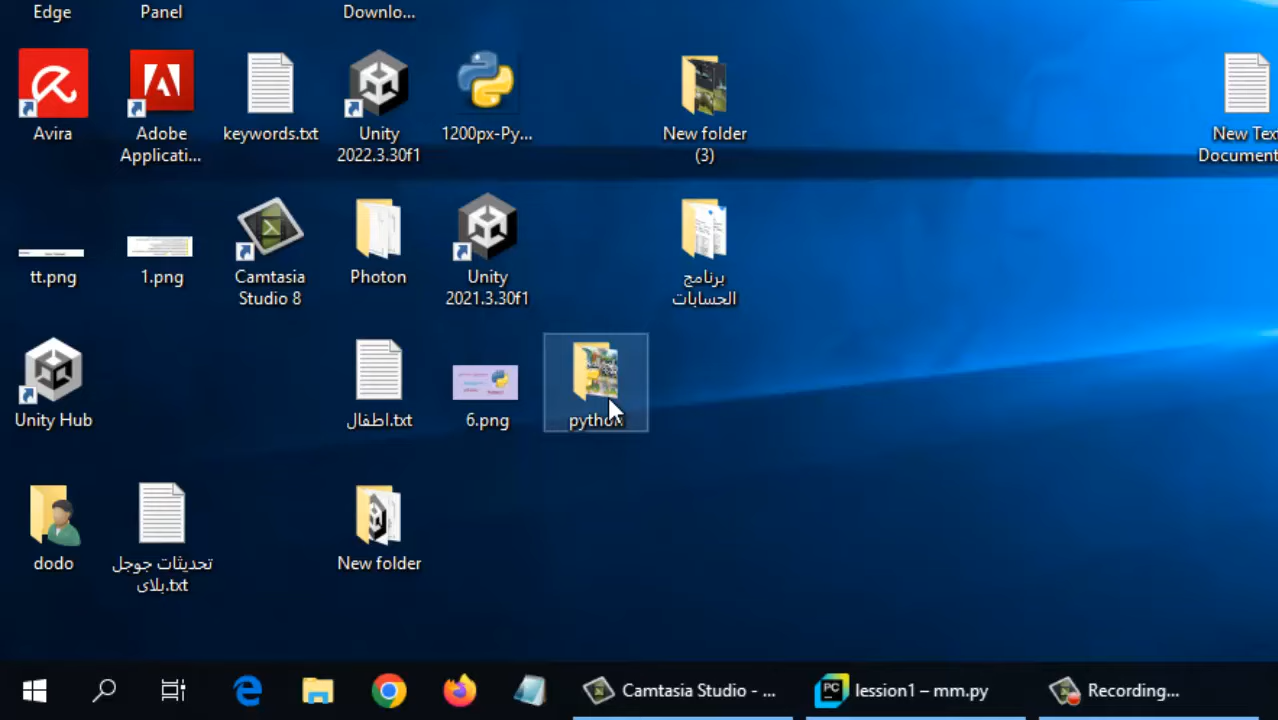 Edge
Panel
Downlo...
Avira
Adobe
Applicati...
keywords.txt
Unity
2022.3.30f1
1200px-Py...
New folder
(3)
New Tex
Document
tt.png
1.png
Camtasia
Studio 8
Photon
Unity
2021.3.30f1
برنامج
الحسابات
Unity Hub
اطفال.txt
6.png
python
dodo
تحديثات جوجل
بلاى.txt
New folder
Camtasia Studio - ...
PC
lession1 – mm.py
Recording...